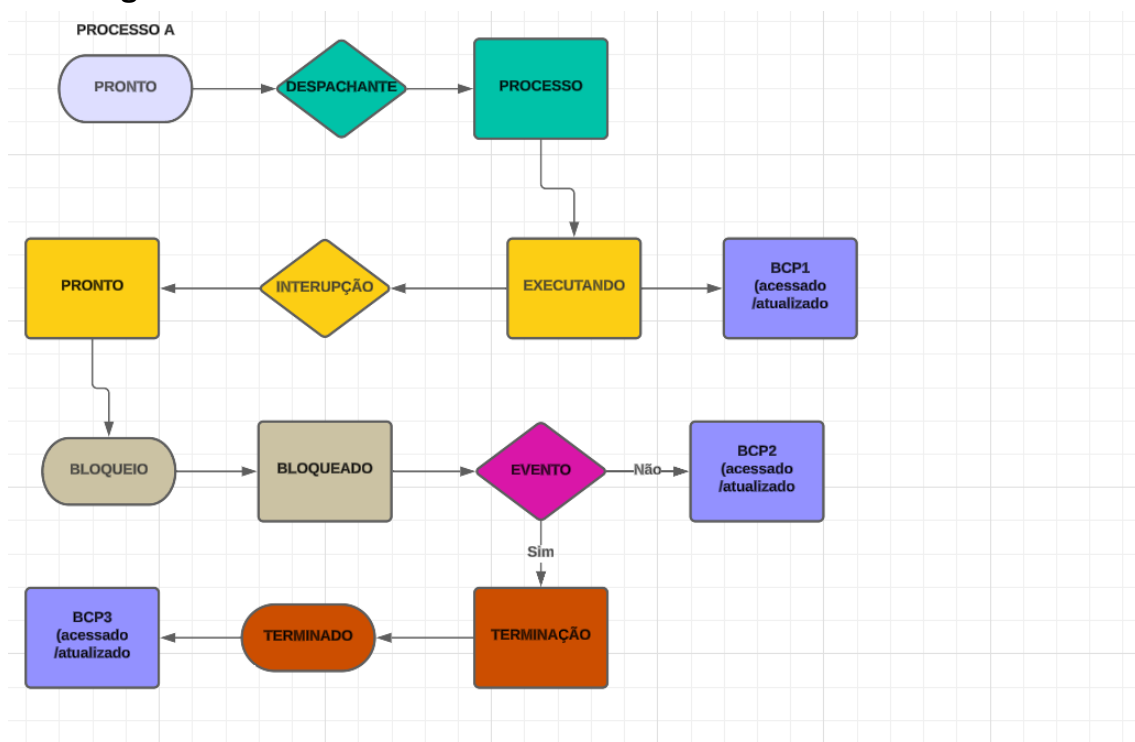 PROCESSO A
PRONTO
DESPACHANTE
PROCESSO
PRONTO
INTERUPÇÃO
EXECUTANDO
BCP1
(acessado
/atualizado
BLOQUEIO
BLOQUEADO
EVENTO
Não
BCP2
(acessado
/atualizado
Sim
BCP3
(acessado
/atualizado
TERMINADO
TERMINAÇÃO